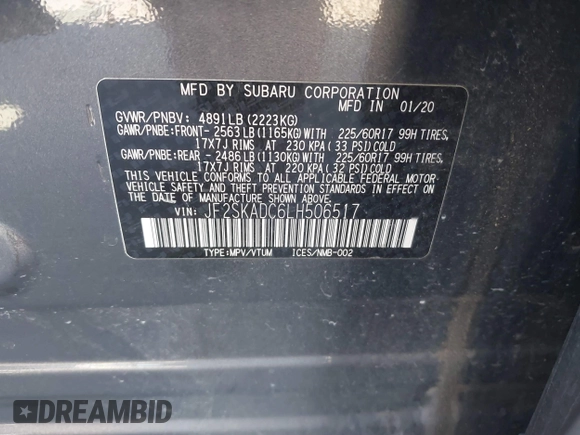 MFD BY SUBARU CORPORATION
MFD IN 01/20
GVWR/PNBV: 4891LB(2223KG)
GAWR/PNBE:FRONT- 2563LB(1165KG)WITH 225/60R17 99H TIRES,
17X7J RIMS AT 230 KPA(33 PSI)COLD
GAWR/PNBE:REAR - 2486LB(1130KG)WITH 225/60R17 99H TIRES,
17X7J RIMS AT 220 KPA(32 PSI)COLD
THIS VEHICLE CONFORMS TO ALL APPLICABLE FEDERAL MOTOR
VEHICLE SAFETY AND THEFT PREVENTION STANDARDS IN EFFECT
ON THE DATE OF MANUFACTURE SHOWN ABOVE.
VIN: JF2SKADC6LH506517
TYPE:MPV/VTUM ICES/NMB-002
DREAMBID